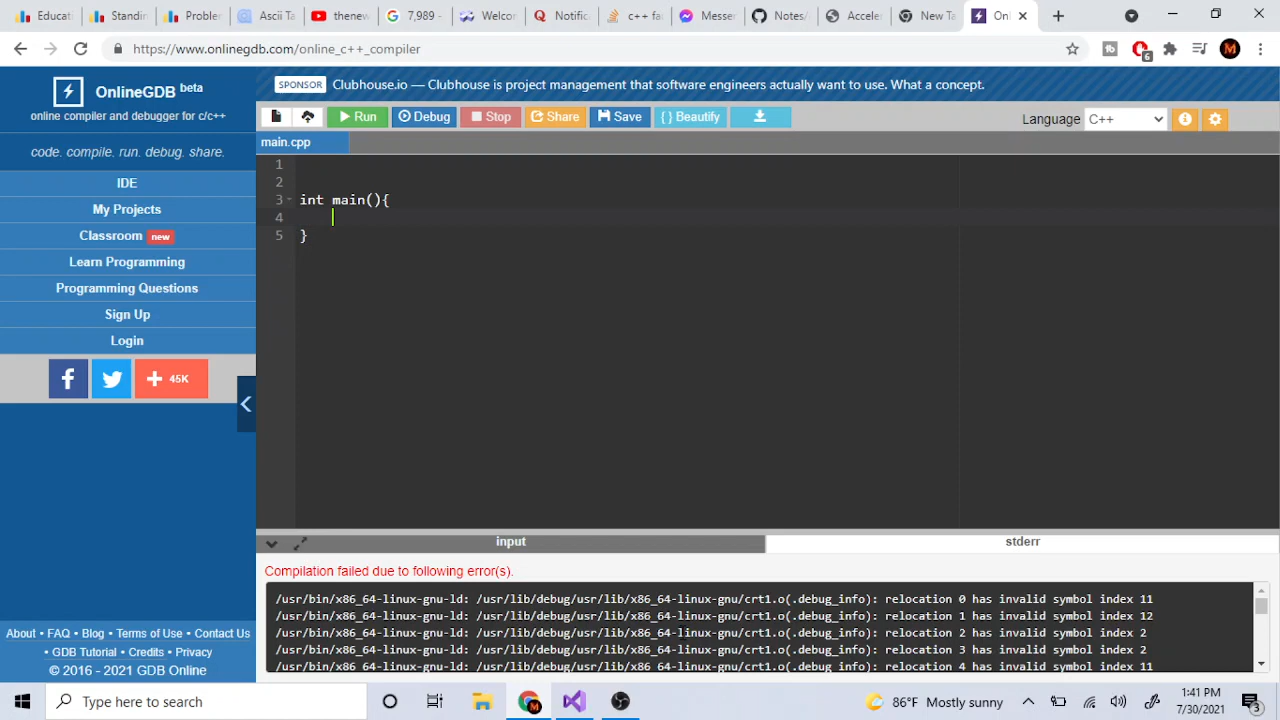 Educati
Standin
Problem
Ascii Ta
thenew
7,989 -
Welcon
Notific
c++ fa
Messer
Notes/
Acceler
New Ta
Onl
https://www.onlinegdb.com/online_c++_compiler
6
M
OnlineGDB beta
online compiler and debugger for c/c++
code. compile. run. debug. share.
IDE
My Projects
Classroom new
Learn Programming
Programming Questions
Sign Up
Login
45K
About • FAQ • Blog • Terms of Use • Contact Us
• GDB Tutorial • Credits • Privacy
© 2016 - 2021 GDB Online
SPONSOR Clubhouse.io — Clubhouse is project management that software engineers actually want to use. What a concept.
Run Debug Stop Share Save { } Beautify
Language C++
main.cpp
1
2
3 int main(){
4
5 }
input stderr
Compilation failed due to following error(s).
/usr/bin/x86_64-linux-gnu-ld: /usr/lib/debug/usr/lib/x86_64-linux-gnu/crt1.o(.debug_info): relocation 0 has invalid symbol index 11
/usr/bin/x86_64-linux-gnu-ld: /usr/lib/debug/usr/lib/x86_64-linux-gnu/crt1.o(.debug_info): relocation 1 has invalid symbol index 12
/usr/bin/x86_64-linux-gnu-ld: /usr/lib/debug/usr/lib/x86_64-linux-gnu/crt1.o(.debug_info): relocation 2 has invalid symbol index 2
/usr/bin/x86_64-linux-gnu-ld: /usr/lib/debug/usr/lib/x86_64-linux-gnu/crt1.o(.debug_info): relocation 3 has invalid symbol index 2
/usr/bin/x86_64-linux-gnu-ld: /usr/lib/debug/usr/lib/x86_64-linux-gnu/crt1.o(.debug_info): relocation 4 has invalid symbol index 11
Type here to search
M
86°F Mostly sunny
1:41 PM
7/30/2021
3